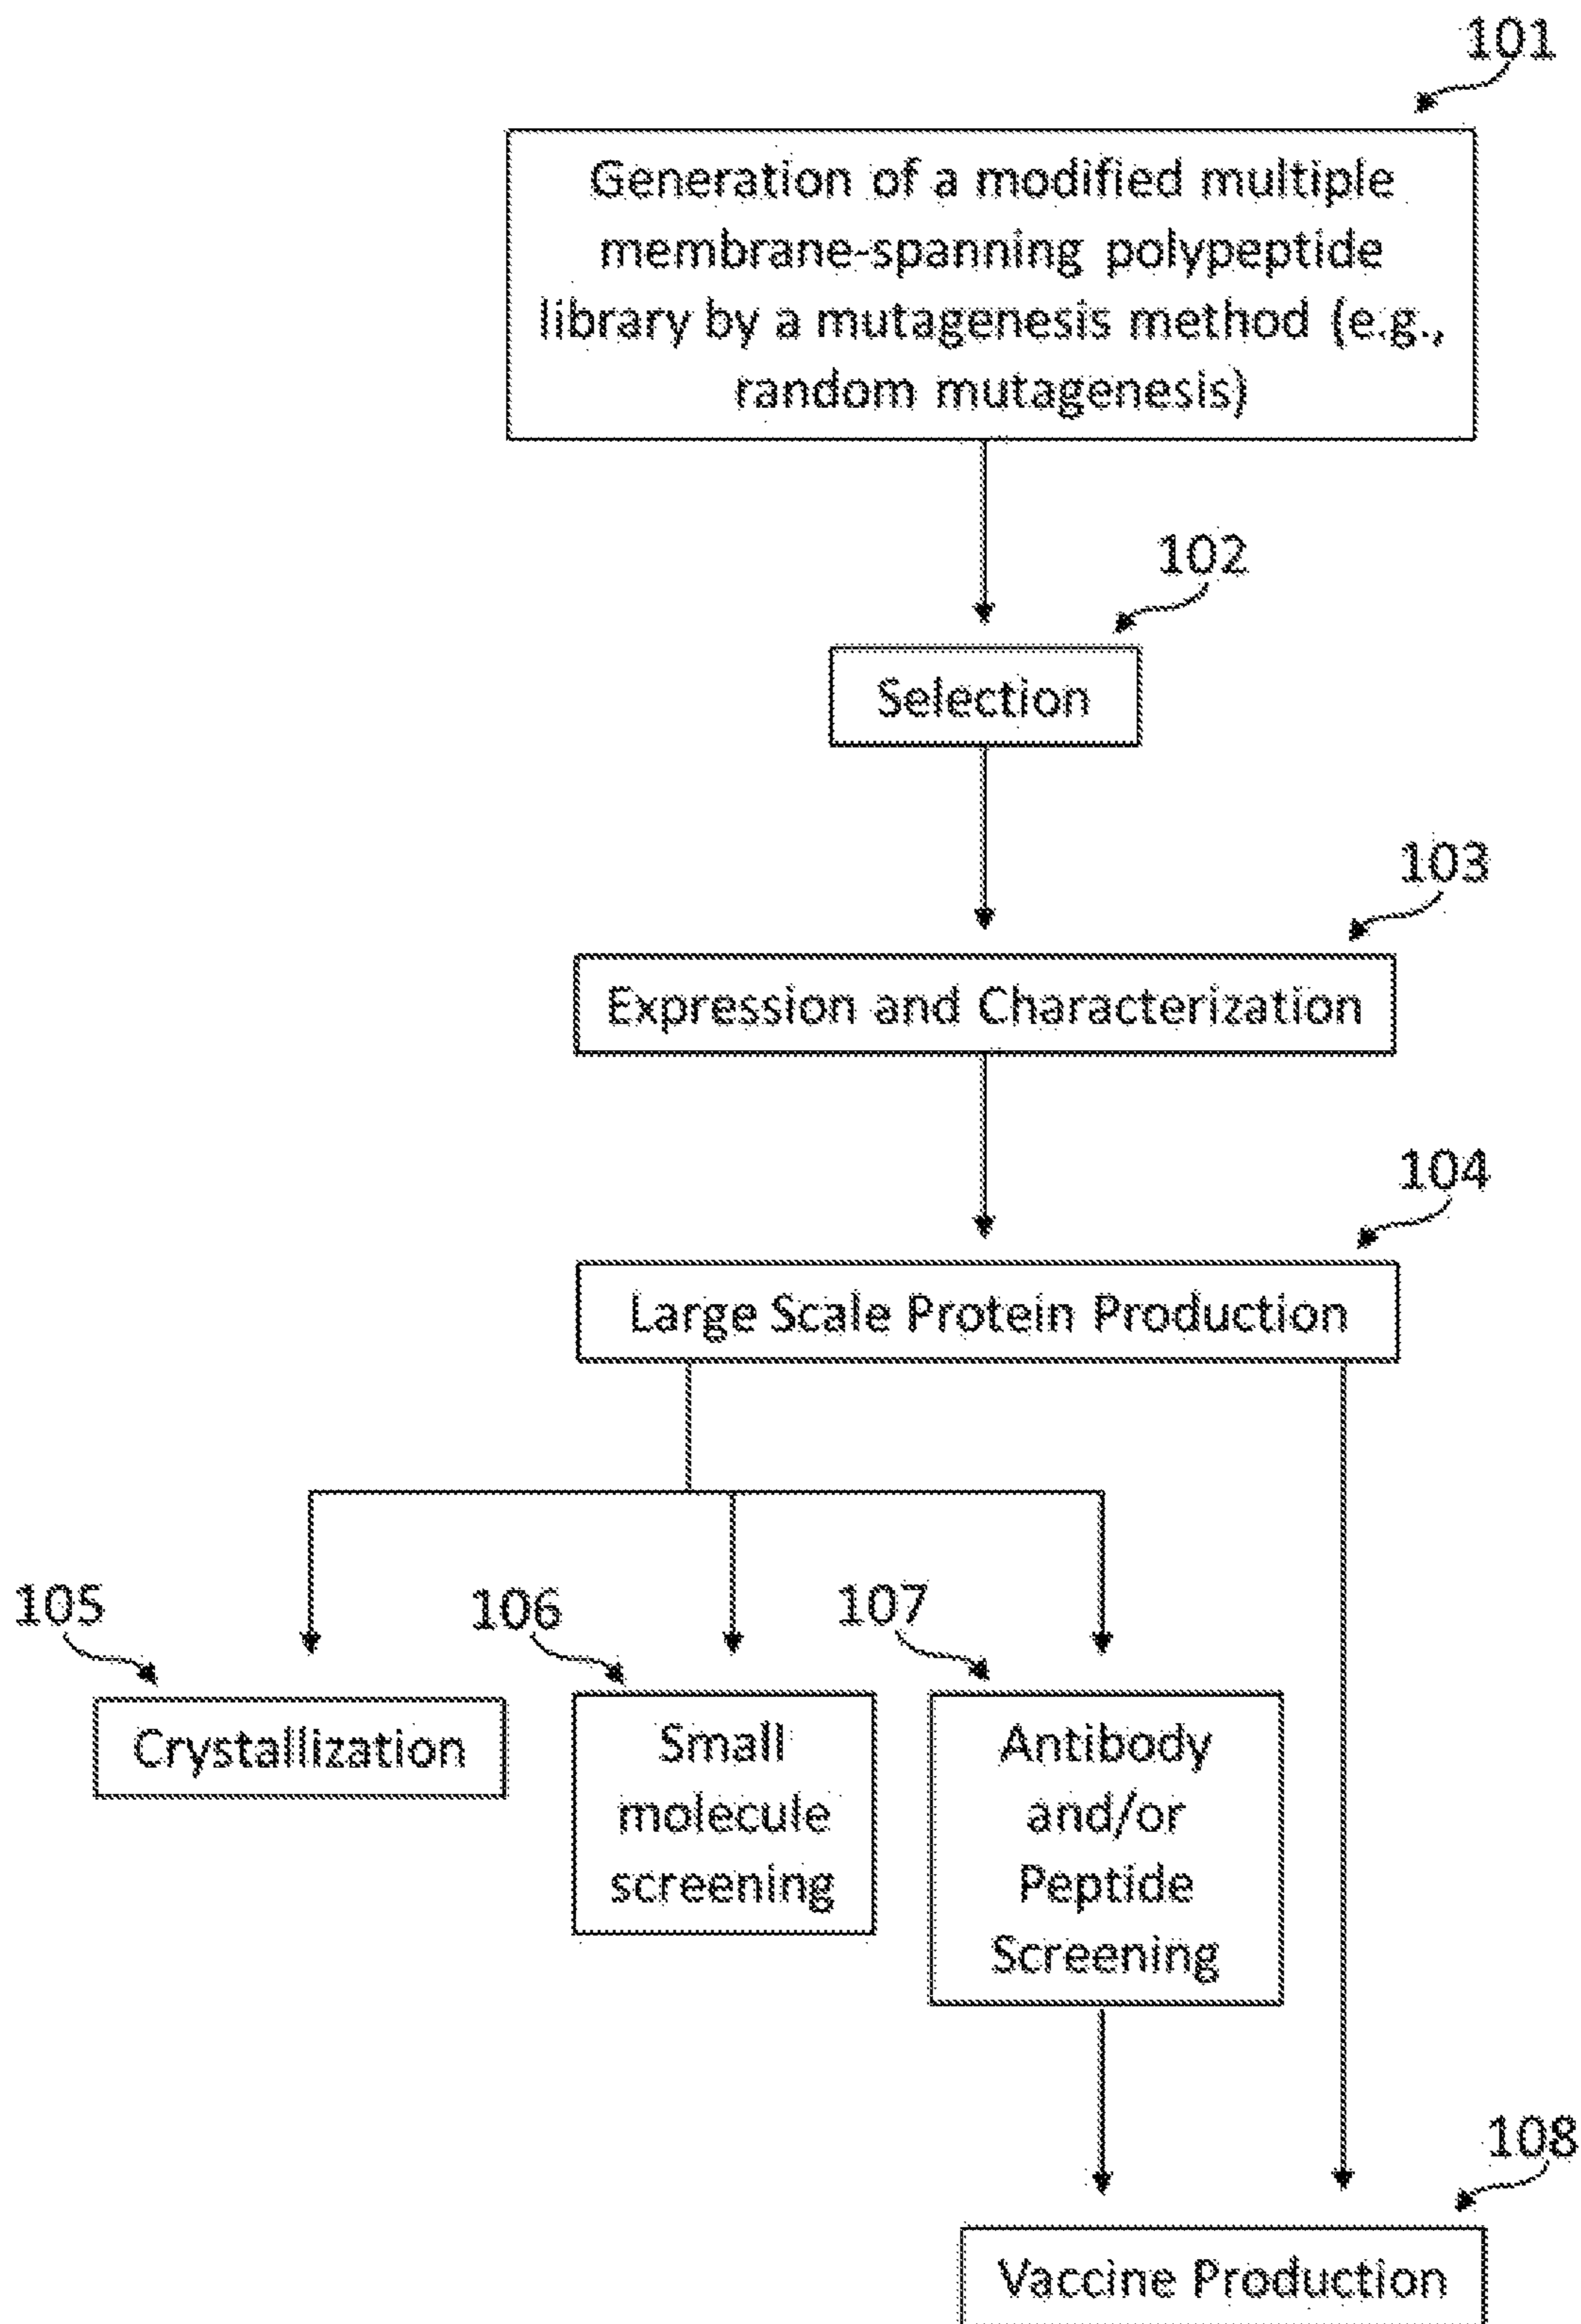 101
Generation of a modified multiple
membrane-spanning polypeptide
library by a mutagenesis method (e.g.,
random mutagenesis)
102
Selection
103
Expression and Characterization
104
Large Scale Protein Production
105
Crystallization
106
Small
molecule
screening
107
Antibody
and/or
Peptide
Screening
108
Vaccine Production